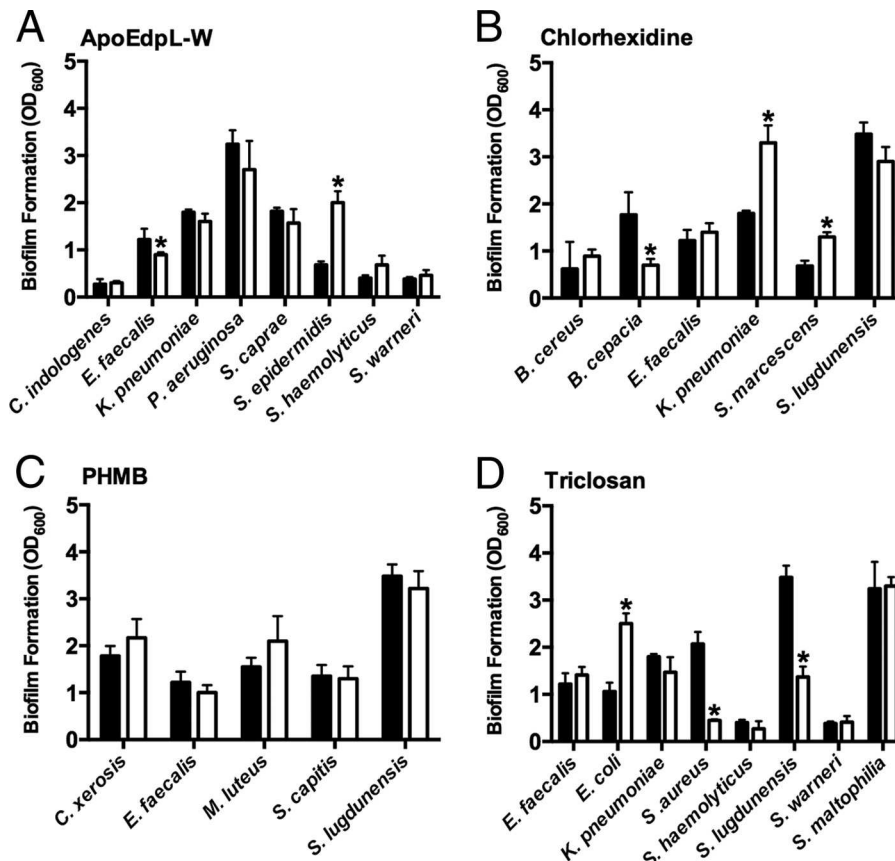 A
ApoEdpL-W
Biofilm Formation (OD600)
5
4
3
2
1
0
*
*
C. indologenes
E. faecalis
K. pneumoniae
P. aeruginosa
S. caprae
S. epidermidis
S. haemolyticus
S. warneri
B
Chlorhexidine
Biofilm Formation (OD600)
5
4
3
2
1
0
*
*
*
B. cereus
B. cepacia
E. faecalis
K. pneumoniae
S. marcescens
S. lugdunensis
C
PHMB
Biofilm Formation (OD600)
5
4
3
2
1
0
C. xerosis
E. faecalis
M. luteus
S. capitis
S. lugdunensis
D
Triclosan
Biofilm Formation (OD600)
5
4
3
2
1
0
*
*
*
E. faecalis
E. coli
K. pneumoniae
S. aureus
S. haemolyticus
S. lugdunensis
S. warneri
S. maltophilia